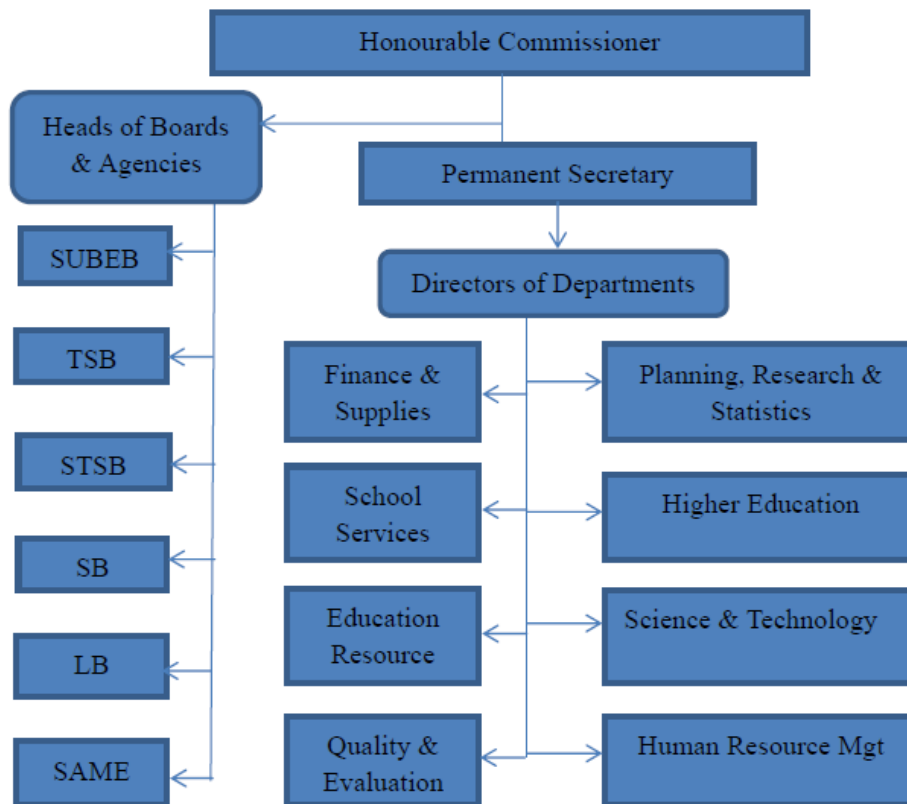 Honourable Commissioner
Heads of Boards
& Agencies
Permanent Secretary
SUBEB
TSB
STSB
SB
LB
SAME
Directors of Departments
Finance &
Supplies
Planning, Research &
Statistics
School
Services
Higher Education
Education
Resource
Science & Technology
Quality &
Evaluation
Human Resource Mgt